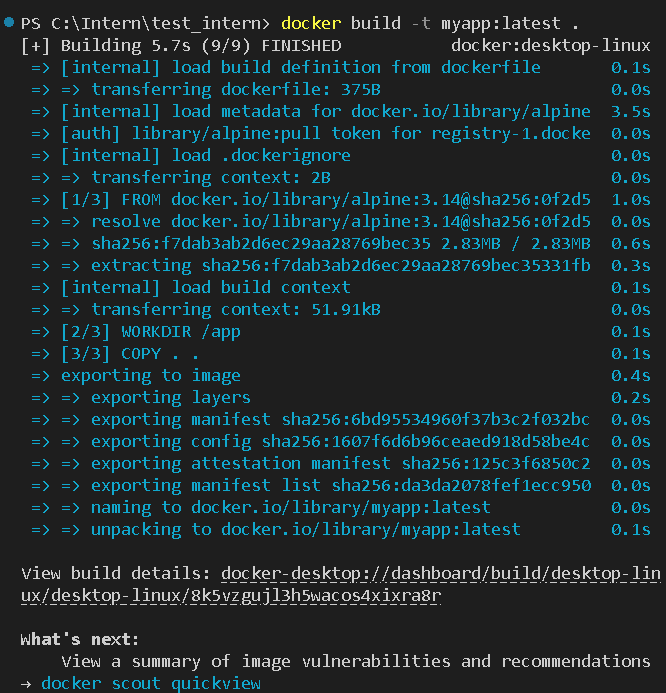 PS C:\Intern\test_intern> docker build -t myapp:latest .
[+] Building 5.7s (9/9) FINISHED docker:desktop-linux
=> [internal] load build definition from dockerfile 0.1s
=> => transferring dockerfile: 375B 0.0s
=> [internal] load metadata for docker.io/library/alpine 3.5s
=> [auth] library/alpine:pull token for registry-1.docke 0.0s
=> [internal] load .dockerignore 0.0s
=> => transferring context: 2B 0.0s
=> [1/3] FROM docker.io/library/alpine:3.14@sha256:0f2d5 1.0s
=> => resolve docker.io/library/alpine:3.14@sha256:0f2d5 0.0s
=> => sha256:f7dab3ab2d6ec29aa28769bec35 2.83MB / 2.83MB 0.6s
=> => extracting sha256:f7dab3ab2d6ec29aa28769bec35331fb 0.3s
=> [internal] load build context 0.1s
=> => transferring context: 51.91kB 0.0s
=> [2/3] WORKDIR /app 0.1s
=> [3/3] COPY . . 0.1s
=> exporting to image 0.4s
=> => exporting layers 0.2s
=> => exporting manifest sha256:6bd95534960f37b3c2f032bc 0.0s
=> => exporting config sha256:1607f6d6b96ceaed918d58be4c 0.0s
=> => exporting attestation manifest sha256:125c3f6850c2 0.0s
=> => exporting manifest list sha256:da3da2078fef1ecc950 0.0s
=> => naming to docker.io/library/myapp:latest 0.0s
=> => unpacking to docker.io/library/myapp:latest 0.1s
View build details: docker-desktop://dashboard/build/desktop-lin
ux/desktop-linux/8k5vzgujl3h5wacos4xixra8r
What's next:
View a summary of image vulnerabilities and recommendations
→ docker scout quickview